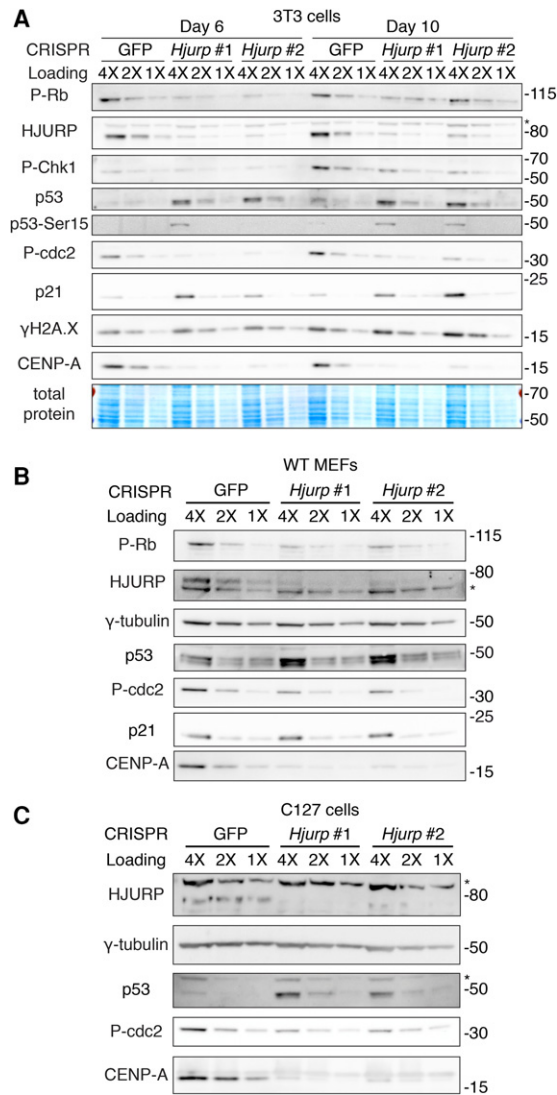 A
3T3 cells
Day 6 Day 10
CRISPR GFP Hjurp #1 Hjurp #2 GFP Hjurp #1 Hjurp #2
Loading 4X 2X 1X 4X 2X 1X 4X 2X 1X 4X 2X 1X 4X 2X 1X 4X 2X 1X
P-Rb -115
HJURP * -80
P-Chk1 -70 -50
p53 -50
p53-Ser15 -50
P-cdc2 -30
p21 -25
γH2A.X -15
CENP-A -15
total protein -70 -50
B
WT MEFs
CRISPR GFP Hjurp #1 Hjurp #2
Loading 4X 2X 1X 4X 2X 1X 4X 2X 1X
P-Rb -115
HJURP -80 *
γ-tubulin -50
p53 -50
P-cdc2 -30
p21 -25
CENP-A -15
C
C127 cells
CRISPR GFP Hjurp #1 Hjurp #2
Loading 4X 2X 1X 4X 2X 1X 4X 2X 1X
HJURP * -80
γ-tubulin -50
p53 * -50
P-cdc2 -30
CENP-A -15